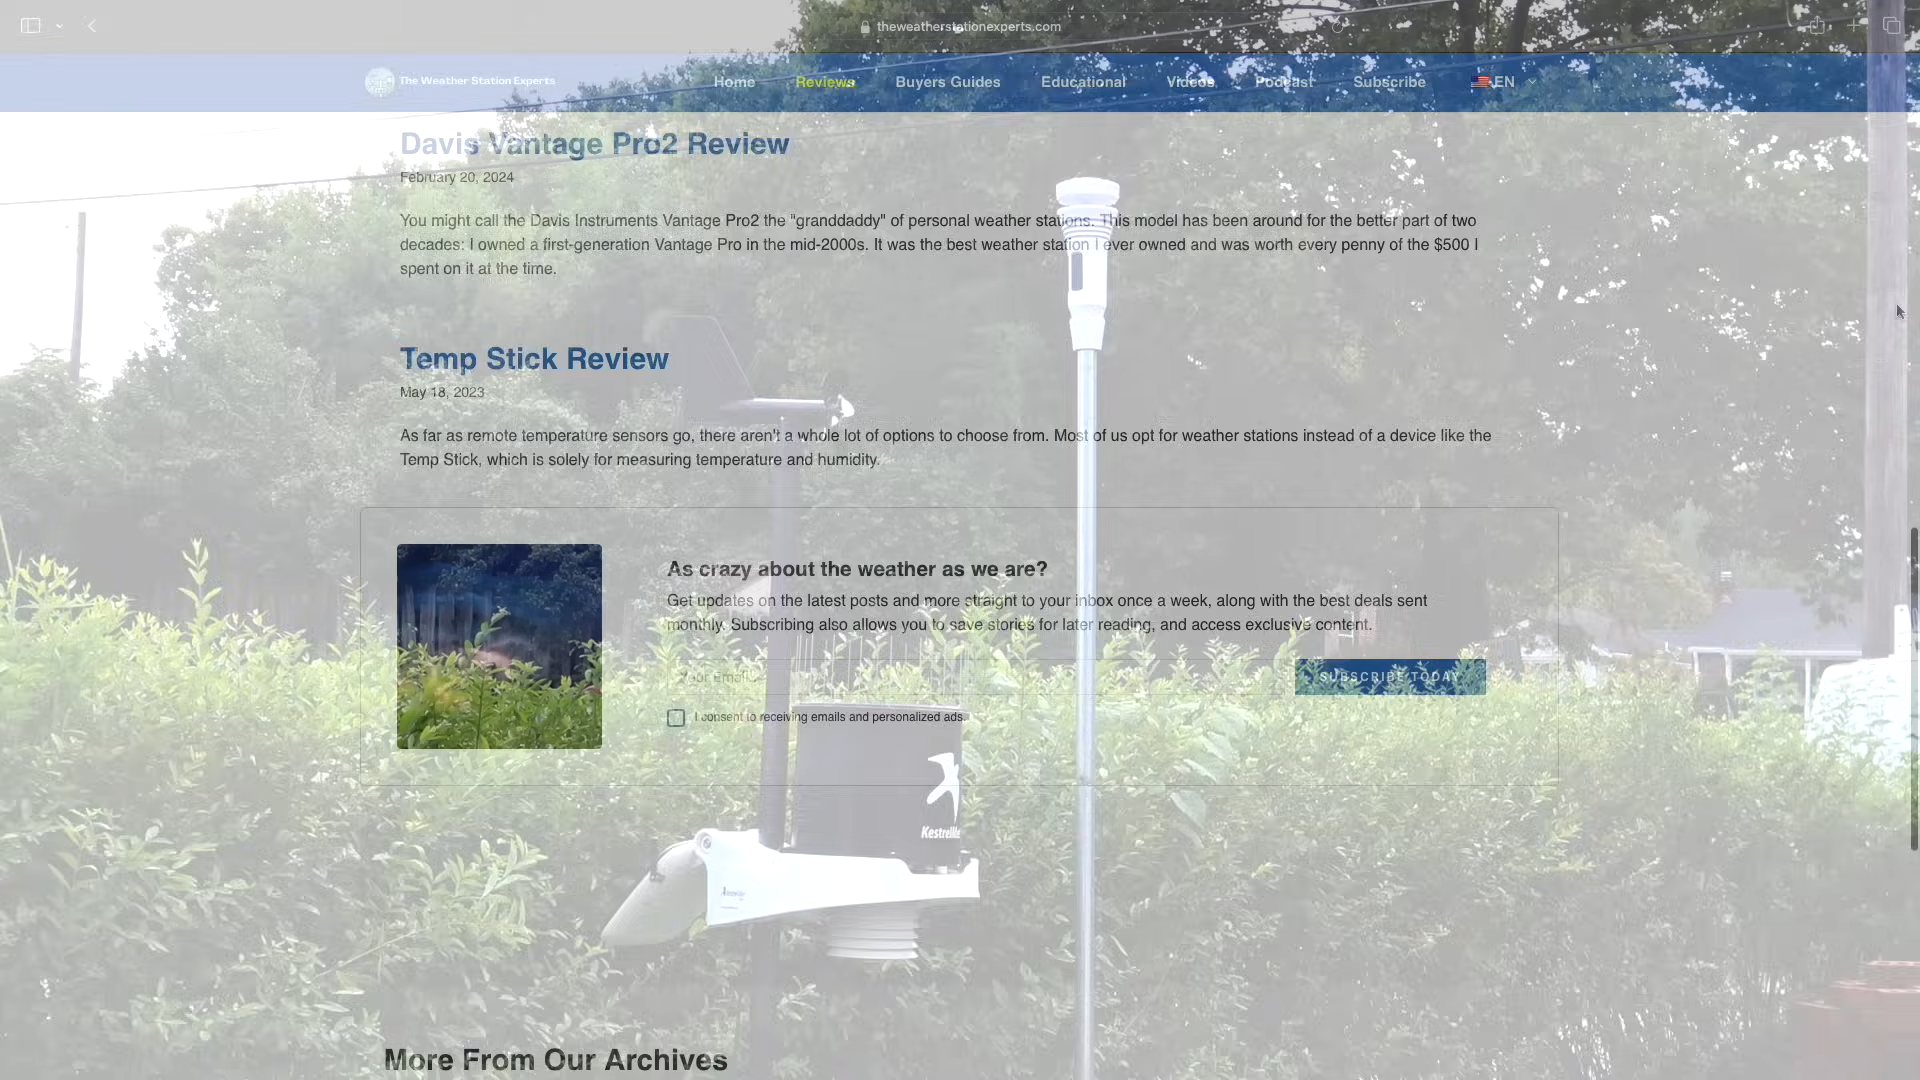 theweatherstationexperts.com
The Weather Station Experts
Home
Reviews
Buyers Guides
Educational
Videos
Podcast
Subscribe
EN
Davis Vantage Pro2 Review
February 20, 2024
You might call the Davis Instruments Vantage Pro2 the "granddaddy" of personal weather stations. This model has been around for the better part of two
decades: I owned a first-generation Vantage Pro in the mid-2000s. It was the best weather station I ever owned and was worth every penny of the $500 I
spent on it at the time.
Temp Stick Review
May 18, 2023
As far as remote temperature sensors go, there aren't a whole lot of options to choose from. Most of us opt for weather stations instead of a device like the
Temp Stick, which is solely for measuring temperature and humidity.
As crazy about the weather as we are?
Get updates on the latest posts and more straight to your inbox once a week, along with the best deals sent
monthly. Subscribing also allows you to save stories for later reading, and access exclusive content.
Your Email
SUBSCRIBE TODAY
I consent to receiving emails and personalized ads.
Kestrel
More From Our Archives